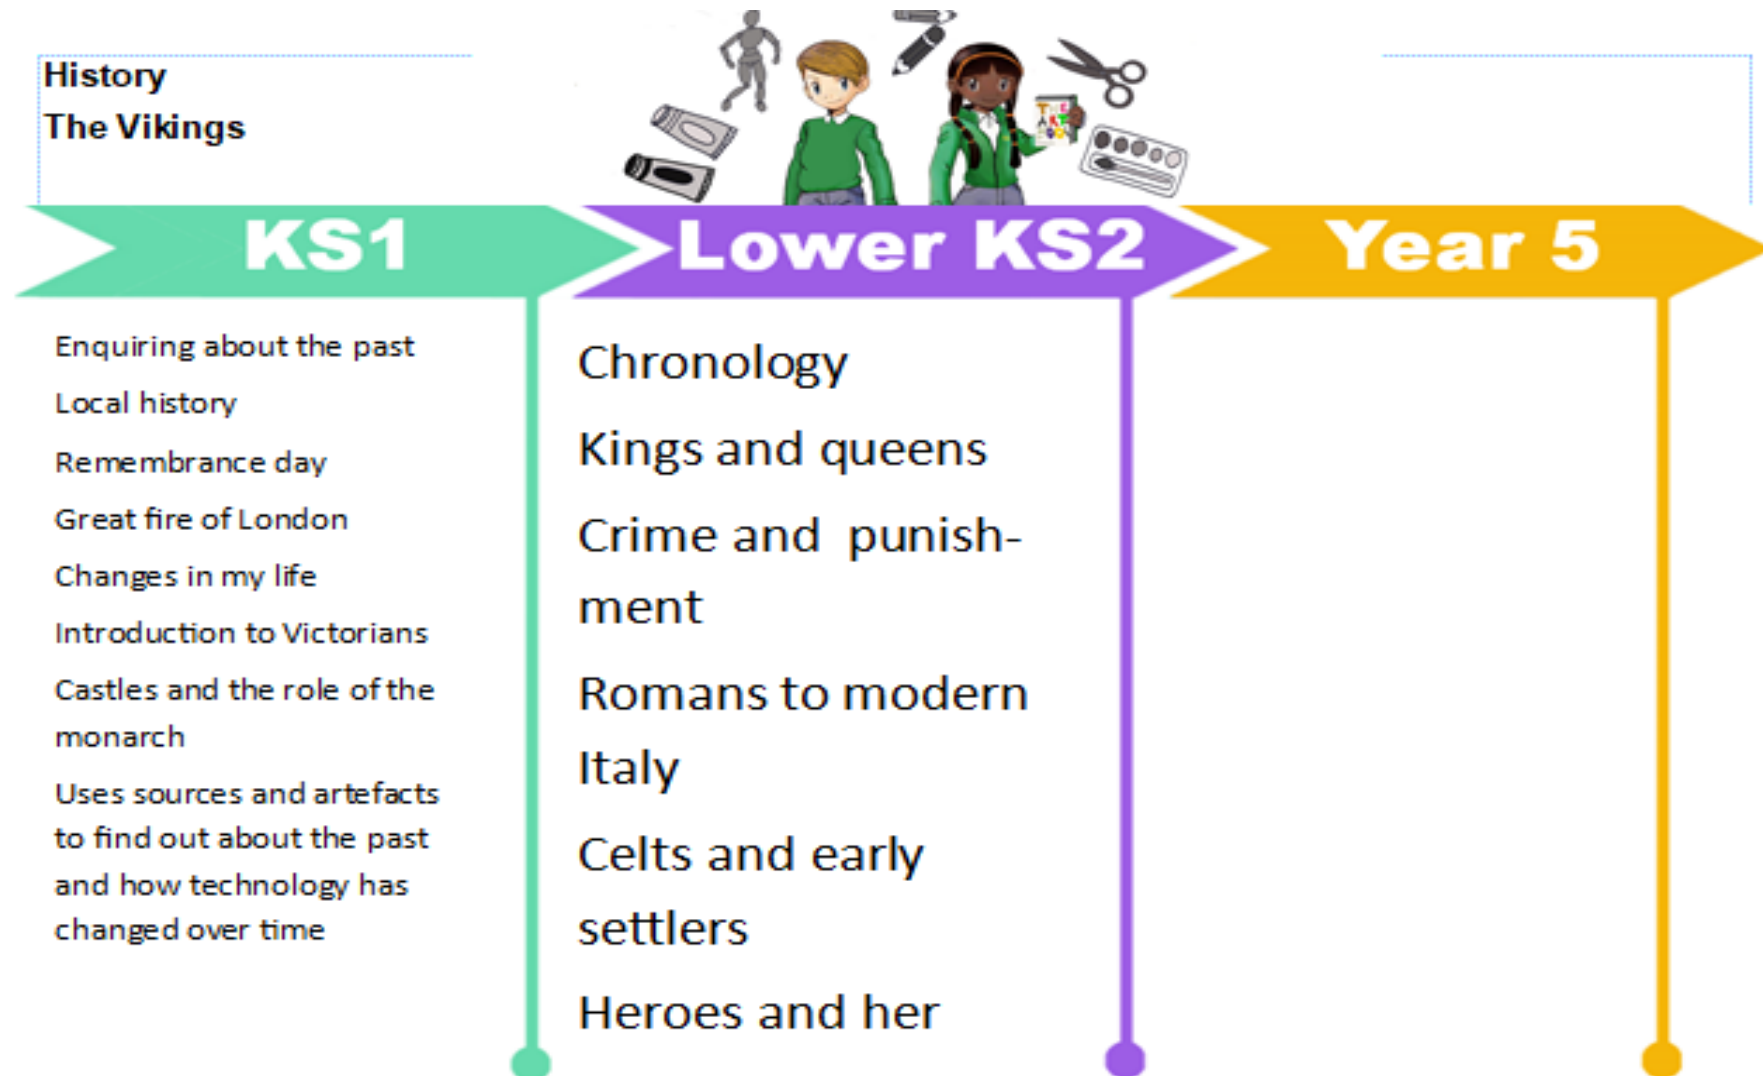 History
The Vikings
THE
ART
KS1
Lower KS2
Year 5
Enquiring about the past
Local history
Remembrance day
Great fire of London
Changes in my life
Introduction to Victorians
Castles and the role of the
monarch
Uses sources and artefacts
to find out about the past
and how technology has
changed over time
Chronology
Kings and queens
Crime and punish-
ment
Romans to modern
Italy
Celts and early
settlers
Heroes and her